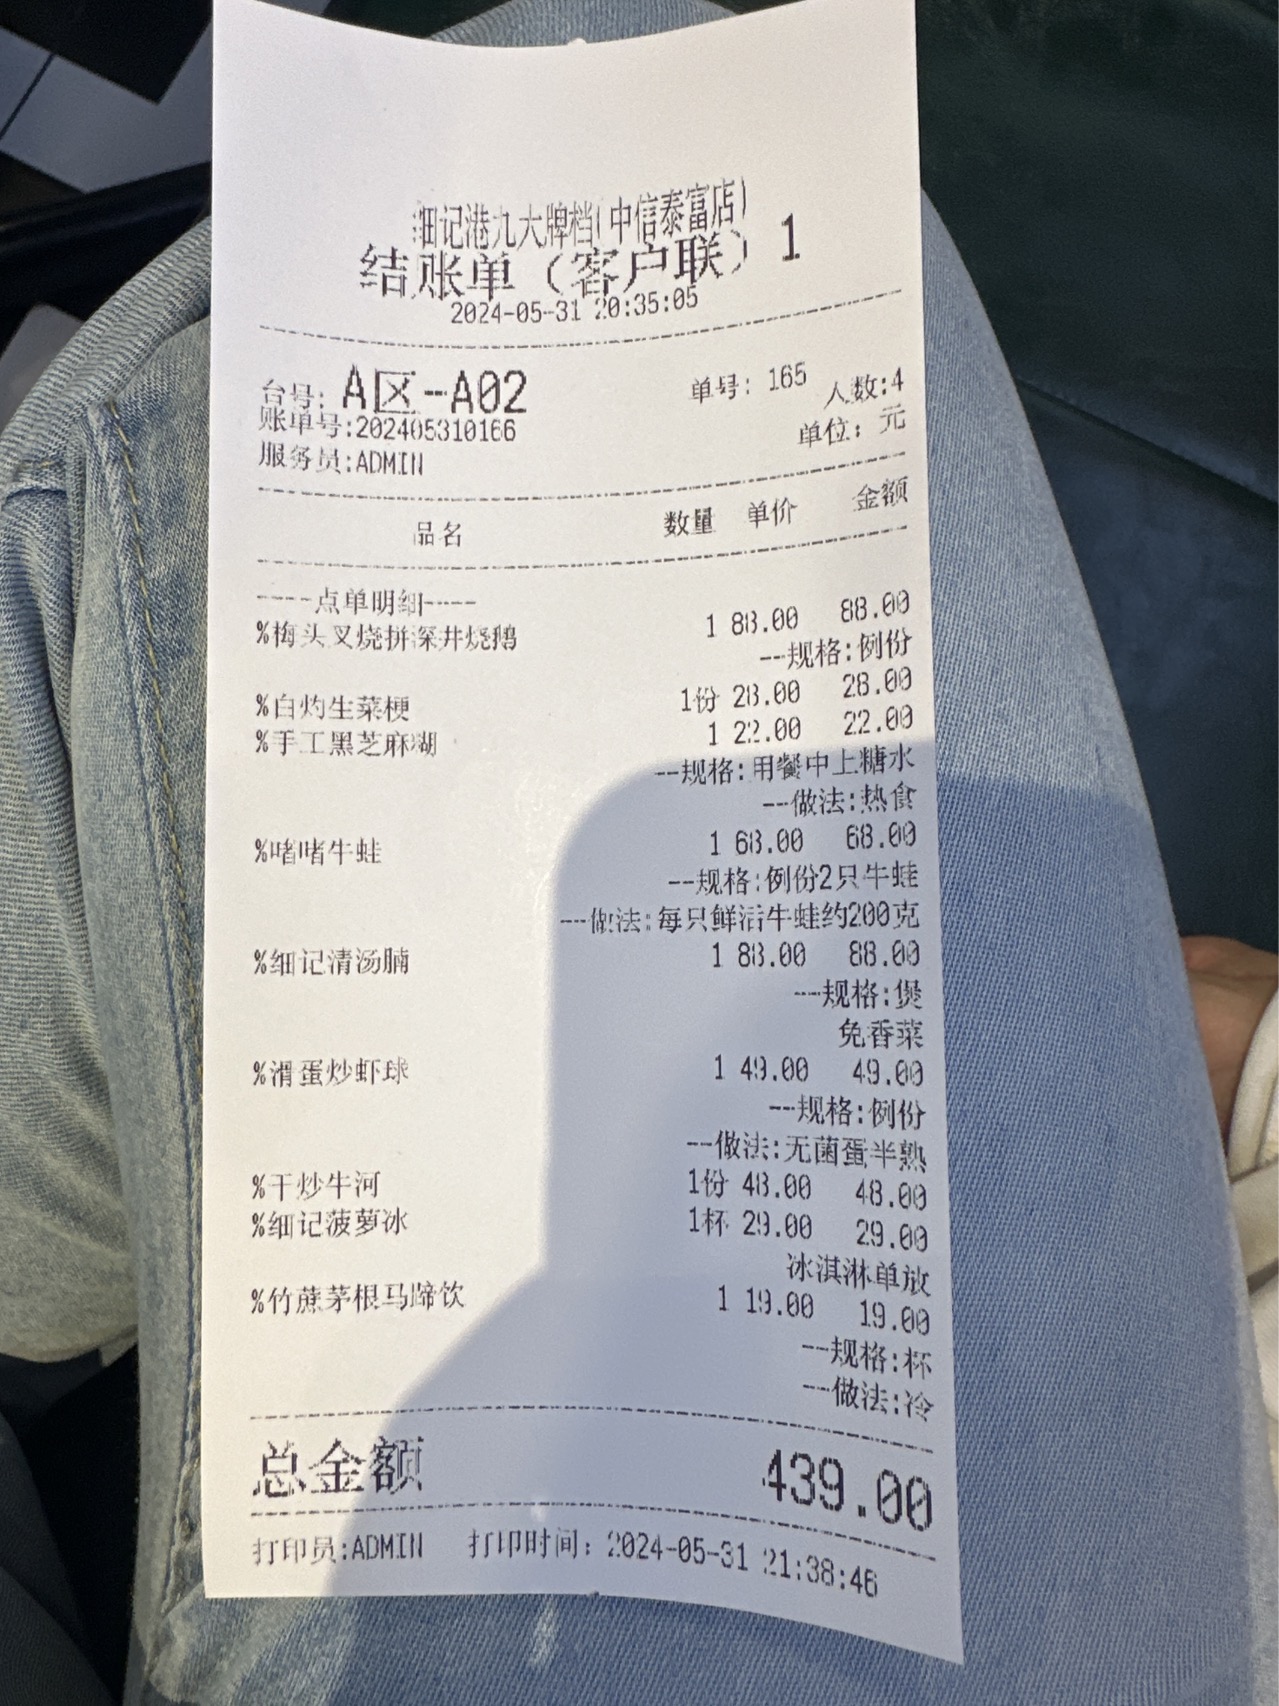 细记港九大牌档(中信泰富店)
结账单（客户联）1
2024-05-31 20:35:05
台号: A区-A02 单号: 165 人数:4
账单号:202405310166 单位: 元
服务员:ADMIN
品名 数量 单价 金额
----点单明细----
%梅头叉烧拼深井烧鹅 1 88.00 88.00
--规格:例份
%白灼生菜梗 1份 28.00 28.00
%手工黑芝麻糊 1 22.00 22.00
--规格:用餐中上糖水
--做法:热食
%啫啫牛蛙 1 68.00 68.00
--规格:例份2只牛蛙
--做法:每只鲜活牛蛙约200克
%细记清汤腩 1 88.00 88.00
--规格:煲
免香菜
%滑蛋炒虾球 1 49.00 49.00
--规格:例份
--做法:无菌蛋半熟
%干炒牛河 1份 48.00 48.00
%细记菠萝冰 1杯 29.00 29.00
冰淇淋单放
%竹蔗茅根马蹄饮 1 19.00 19.00
--规格:杯
--做法:冷
总金额 439.00
打印员:ADMIN 打印时间: 2024-05-31 21:38:46